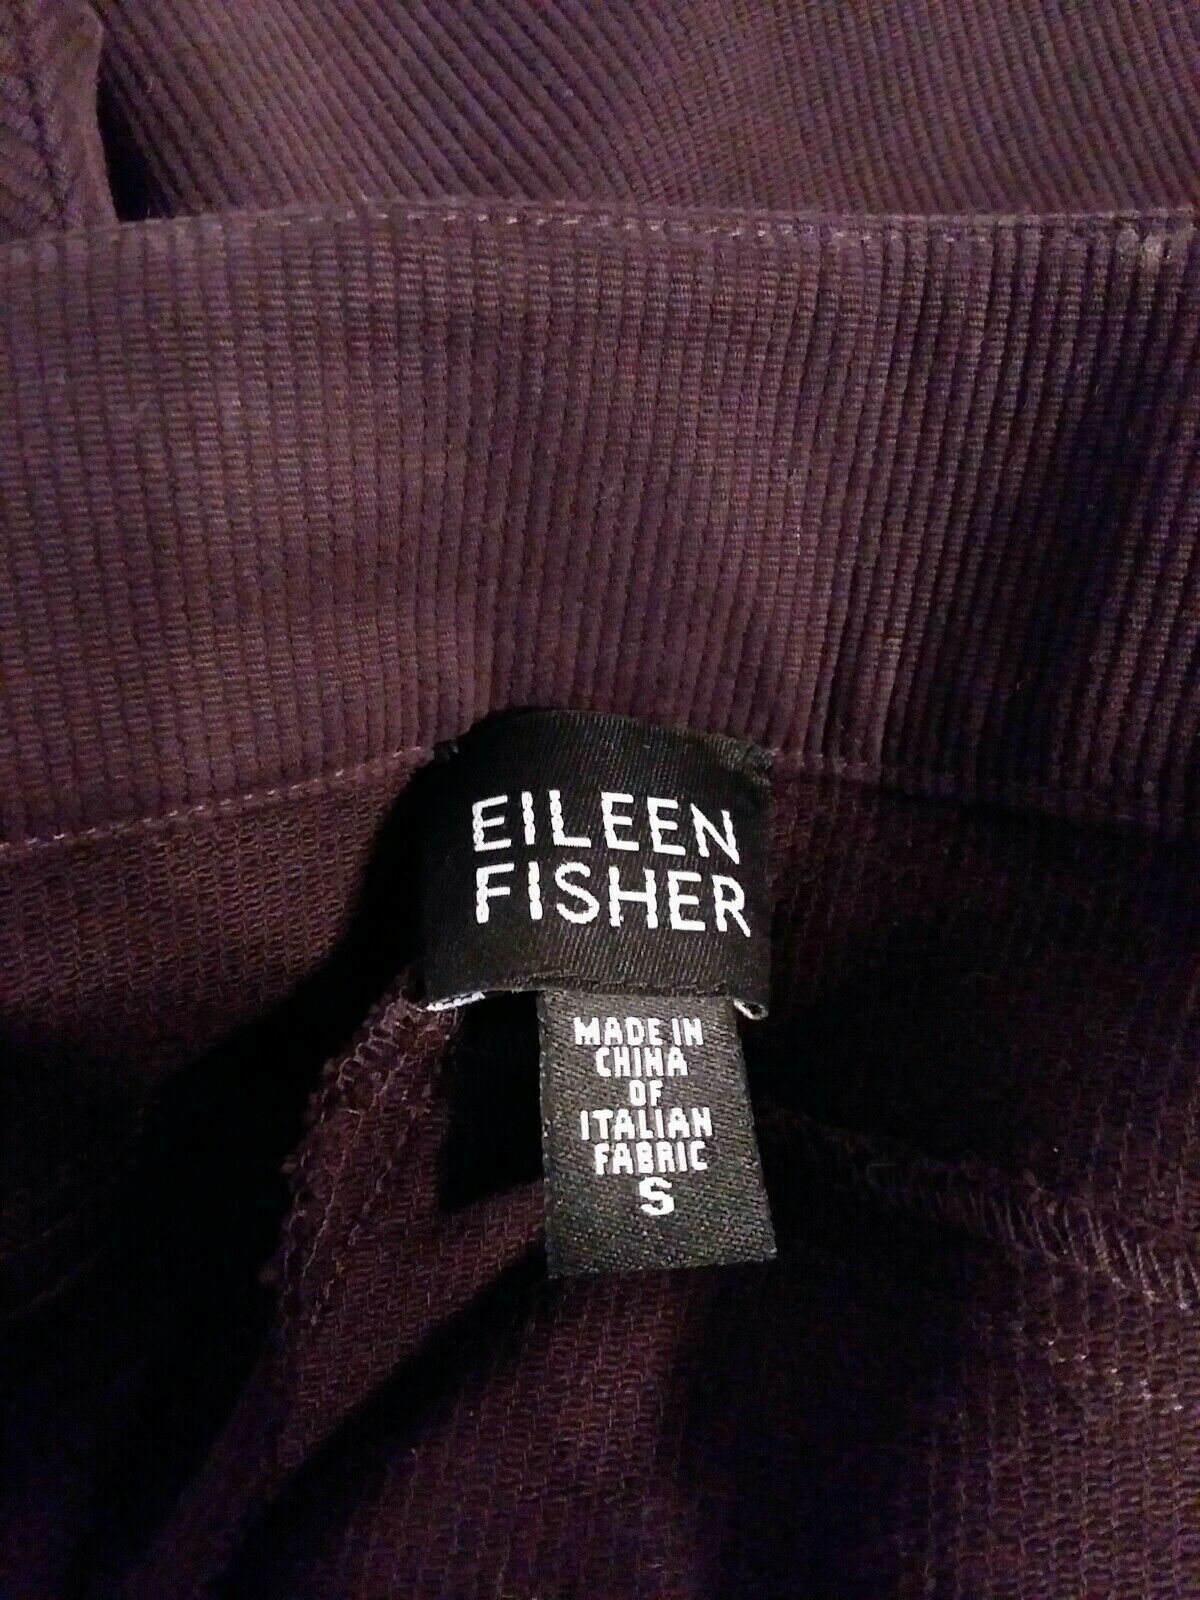 EILEEN
FISHER
MADE IN
CHINA
OF
ITALIAN
FABRIC
S